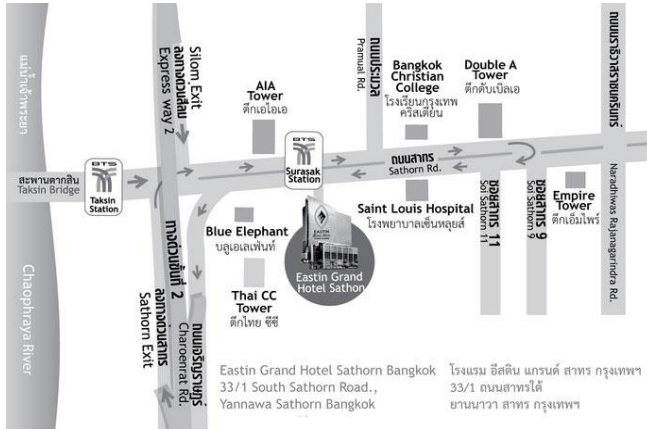 แม่น้ำเจ้าพระยา
Chaophraya River
สะพานตากสิน
Taksin Bridge
BTS
Taksin
Station
Silom Exit
ลงทางด่วนสีลม
Express way 2
AIA
Tower
ตึกเอไอเอ
BTS
Surasak
Station
ถนนประมวล
Pramual Rd.
Bangkok
Christian
College
โรงเรียนกรุงเทพ
คริสเตียน
Double A
Tower
ตึกดับเบิลเอ
ถนนนราธิวาสราชนครินทร์
Naradhiwas Rajanagarindra Rd.
ถนนสาทร
Sathorn Rd.
Blue Elephant
บลูเอเลเฟ่นท์
Thai CC
Tower
ตึกไทย ซีซี
EASTIN
Eastin Grand
Hotel Sathon
Saint Louis Hospital
โรงพยาบาลเซ็นหลุยส์
ซอยสาทร 11
Soi Sathorn 11
ซอยสาทร 9
Soi Sathorn 9
Empire
Tower
ตึกเอ็มไพร์
ทางด่วนขั้นที่ 2
ลงทางด่วนสาทร
Sathorn Exit
ถนนเจริญราษฎร์
Charoenrat Rd.
Eastin Grand Hotel Sathorn Bangkok
33/1 South Sathorn Road.,
Yannawa Sathorn Bangkok
โรงแรม อีสติน แกรนด์ สาทร กรุงเทพฯ
33/1 ถนนสาทรใต้
ยานนาวา สาทร กรุงเทพฯ